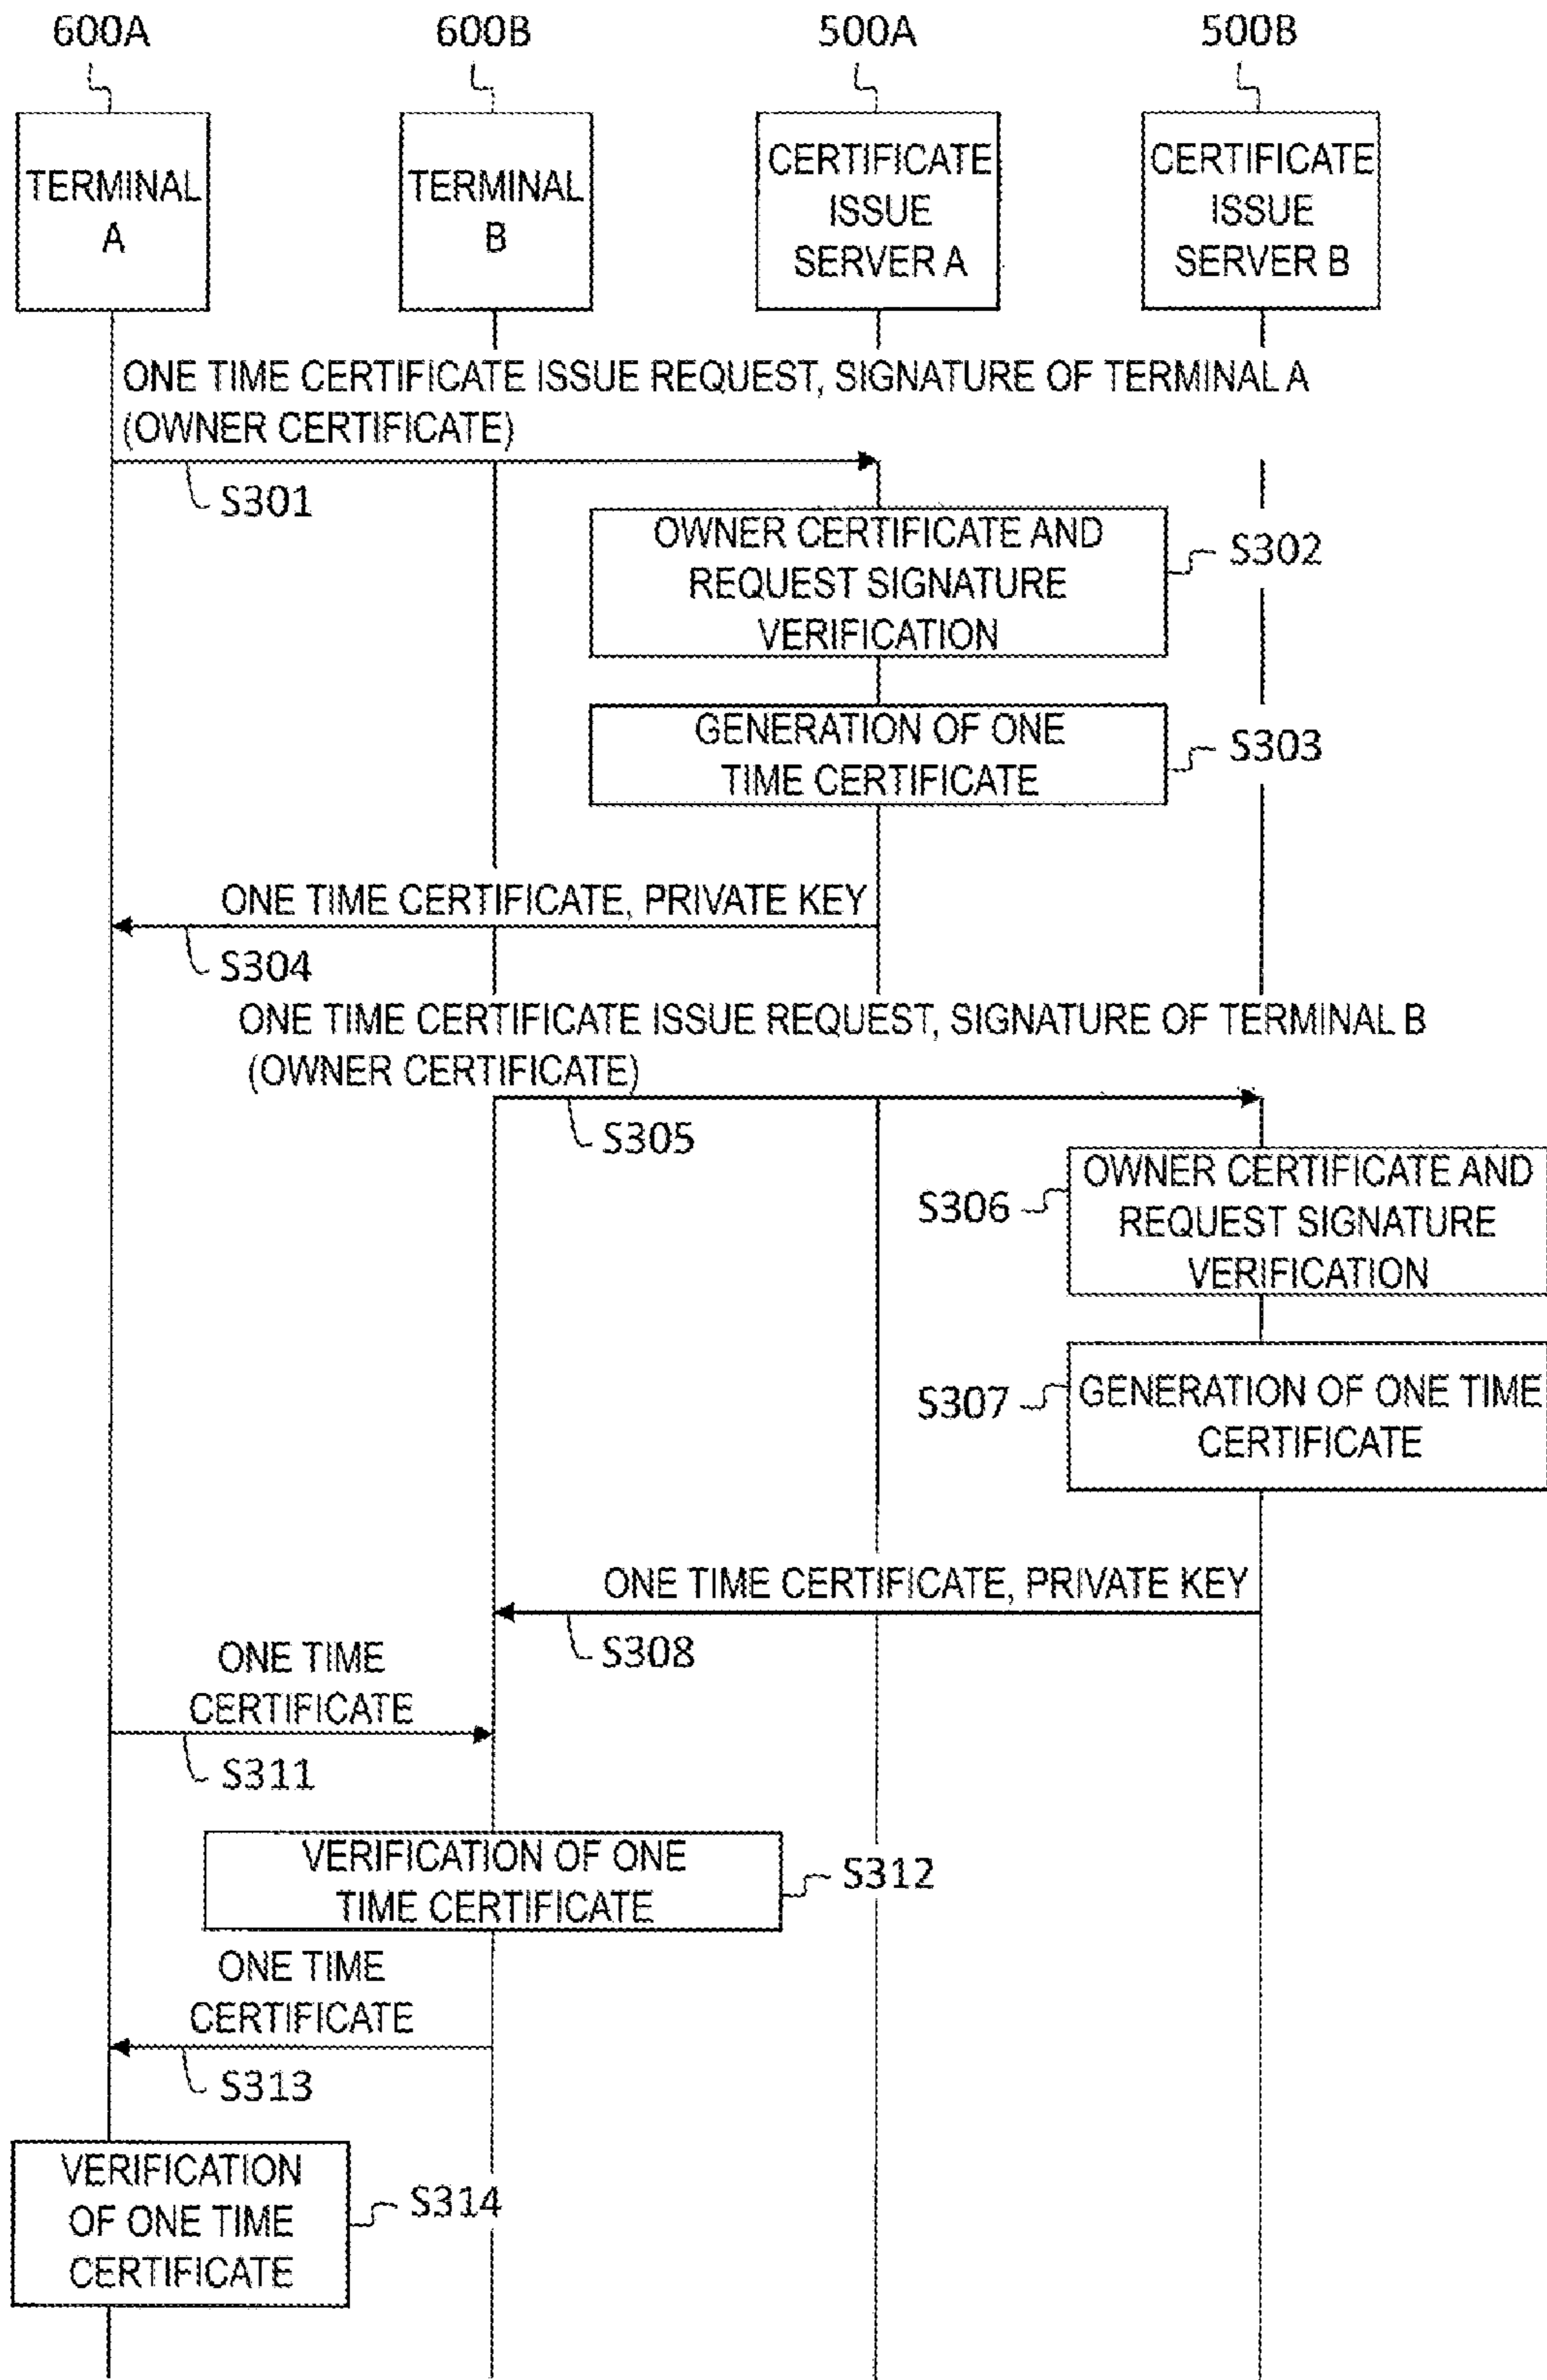 600A
600B
500A
500B
TERMINAL
A
TERMINAL
B
CERTIFICATE
ISSUE
SERVER A
CERTIFICATE
ISSUE
SERVER B
ONE TIME CERTIFICATE ISSUE REQUEST, SIGNATURE OF TERMINAL A
(OWNER CERTIFICATE)
S301
OWNER CERTIFICATE AND
REQUEST SIGNATURE
VERIFICATION
S302
GENERATION OF ONE
TIME CERTIFICATE
S303
ONE TIME CERTIFICATE, PRIVATE KEY
S304
ONE TIME CERTIFICATE ISSUE REQUEST, SIGNATURE OF TERMINAL B
(OWNER CERTIFICATE)
S305
S306
OWNER CERTIFICATE AND
REQUEST SIGNATURE
VERIFICATION
S307
GENERATION OF ONE TIME
CERTIFICATE
ONE TIME CERTIFICATE, PRIVATE KEY
S308
ONE TIME
CERTIFICATE
S311
VERIFICATION OF ONE
TIME CERTIFICATE
S312
ONE TIME
CERTIFICATE
S313
VERIFICATION
OF ONE TIME
CERTIFICATE
S314